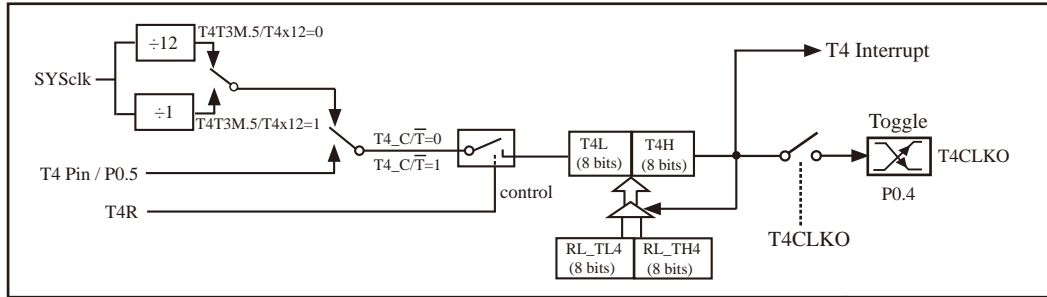 ÷12
T4T3M.5/T4x12=0
SYSclk
÷1
T4T3M.5/T4x12=1
T4 Pin / P0.5
T4R
T4_C/T̅=0
T4_C/T̅=1
control
T4L
(8 bits)
T4H
(8 bits)
RL_TL4
(8 bits)
RL_TH4
(8 bits)
T4 Interrupt
Toggle
T4CLKO
P0.4
T4CLKO